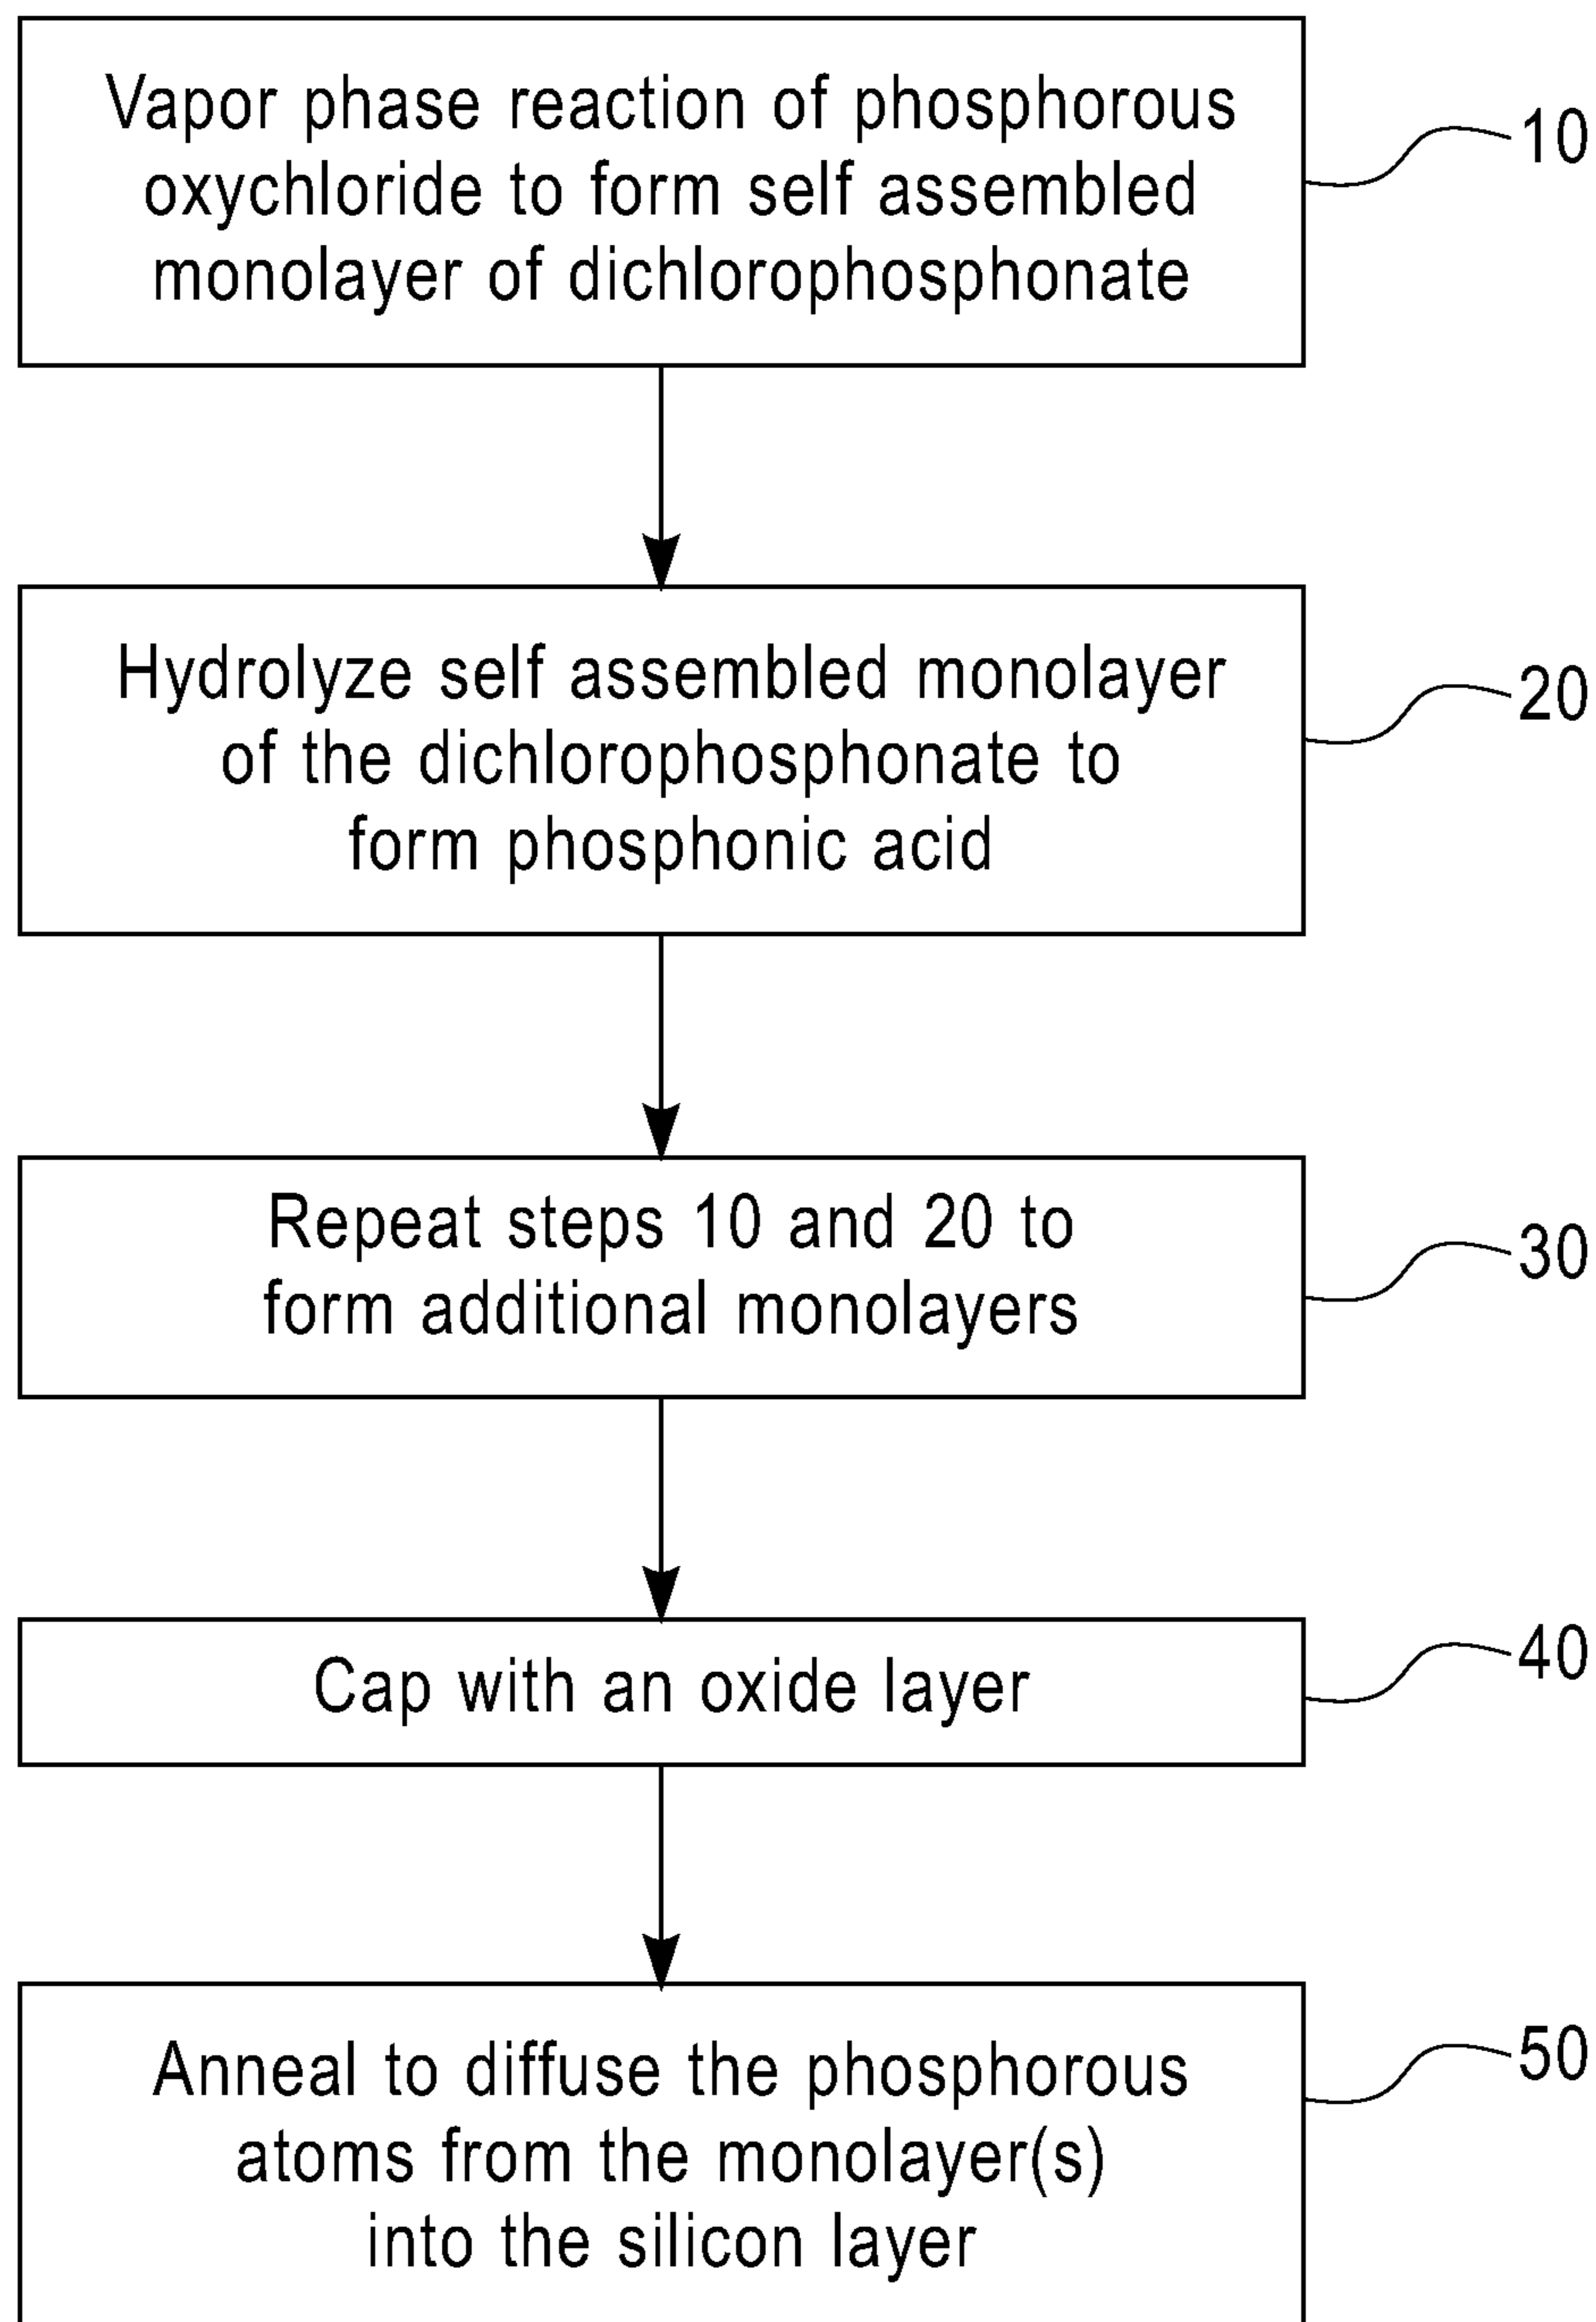 Vapor phase reaction of phosphorous
oxychloride to form self assembled
monolayer of dichlorophosphonate
10
Hydrolyze self assembled monolayer
of the dichlorophosphonate to
form phosphonic acid
20
Repeat steps 10 and 20 to
form additional monolayers
30
Cap with an oxide layer
40
Anneal to diffuse the phosphorous
atoms from the monolayer(s)
into the silicon layer
50